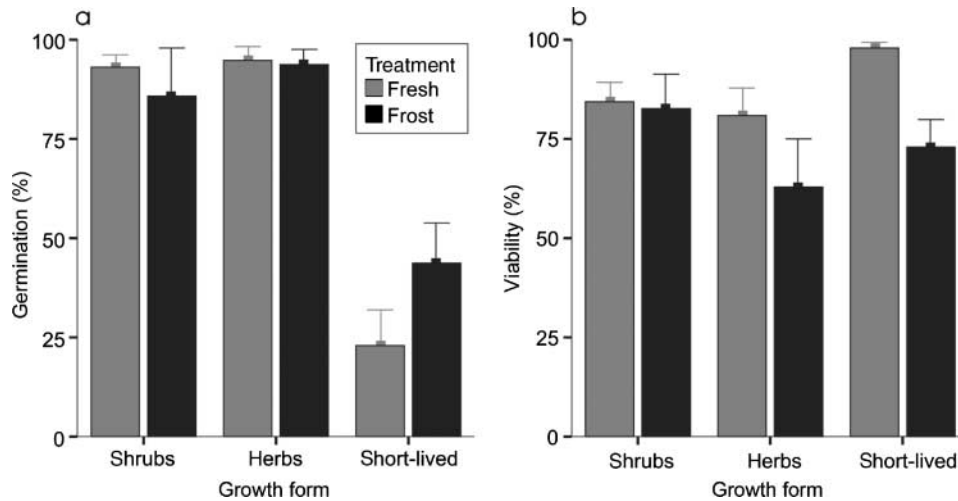 a
Germination (%)
100
75
50
25
0
Treatment
Fresh
Frost
Shrubs Herbs Short-lived
Growth form
b
Viability (%)
100
75
50
25
0
Shrubs Herbs Short-lived
Growth form